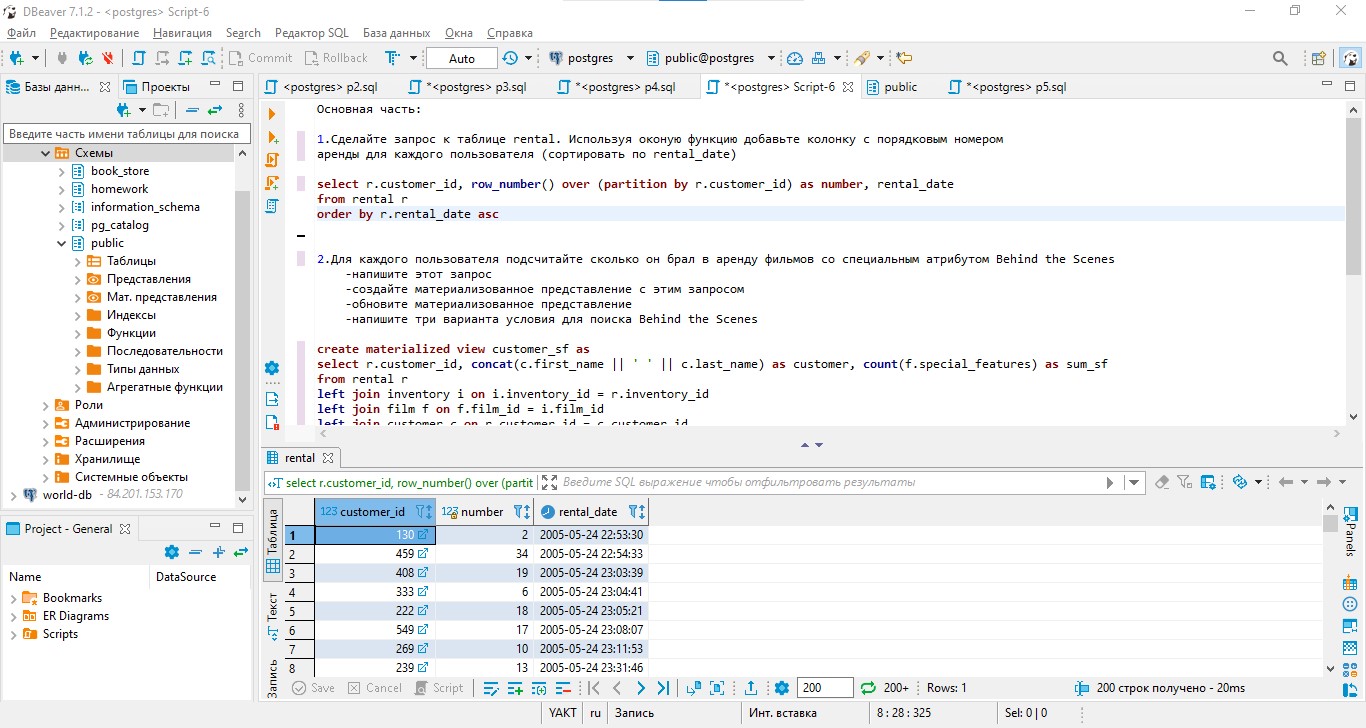 DBeaver 7.1.2 - <postgres> Script-6
Файл Редактирование Навигация Search Редактор SQL База данных Окна Справка
Commit Rollback Auto postgres public@postgres
Базы данн... Проекты
<postgres> p2.sql *<postgres> p3.sql *<postgres> p4.sql *<postgres> Script-6 public *<postgres> p5.sql
Введите часть имени таблицы для поиска
Схемы
book_store
homework
information_schema
pg_catalog
public
Таблицы
Представления
Мат. представления
Индексы
Функции
Последовательности
Типы данных
Агрегатные функции
Роли
Администрирование
Расширения
Хранилище
Системные объекты
world-db - 84.201.153.170
Project - General
Name DataSource
Bookmarks
ER Diagrams
Scripts
Основная часть:
1.Сделайте запрос к таблице rental. Используя оконую функцию добавьте колонку с порядковым номером
аренды для каждого пользователя (сортировать по rental_date)
select r.customer_id, row_number() over (partition by r.customer_id) as number, rental_date
from rental r
order by r.rental_date asc
2.Для каждого пользователя подсчитайте сколько он брал в аренду фильмов со специальным атрибутом Behind the Scenes
-напишите этот запрос
-создайте материализованное представление с этим запросом
-обновите материализованное представление
-напишите три варианта условия для поиска Behind the Scenes
create materialized view customer_sf as
select r.customer_id, concat(c.first_name || ' ' || c.last_name) as customer, count(f.special_features) as sum_sf
from rental r
left join inventory i on i.inventory_id = r.inventory_id
left join film f on f.film_id = i.film_id
left join customer c on r.customer_id = c.customer_id
rental
select r.customer_id, row_number() over (partit Введите SQL выражение чтобы отфильтровать результаты
Таблица
Текст
Запись
Panels
123 customer_id 123 number rental_date
1 130 2 2005-05-24 22:53:30
2 459 34 2005-05-24 22:54:33
3 408 19 2005-05-24 23:03:39
4 333 6 2005-05-24 23:04:41
5 222 18 2005-05-24 23:05:21
6 549 17 2005-05-24 23:08:07
7 269 10 2005-05-24 23:11:53
8 239 13 2005-05-24 23:31:46
Save Cancel Script 200 200+ Rows: 1 200 строк получено - 20ms
YAKT ru Запись Инт. вставка 8 : 28 : 325 Sel: 0 | 0